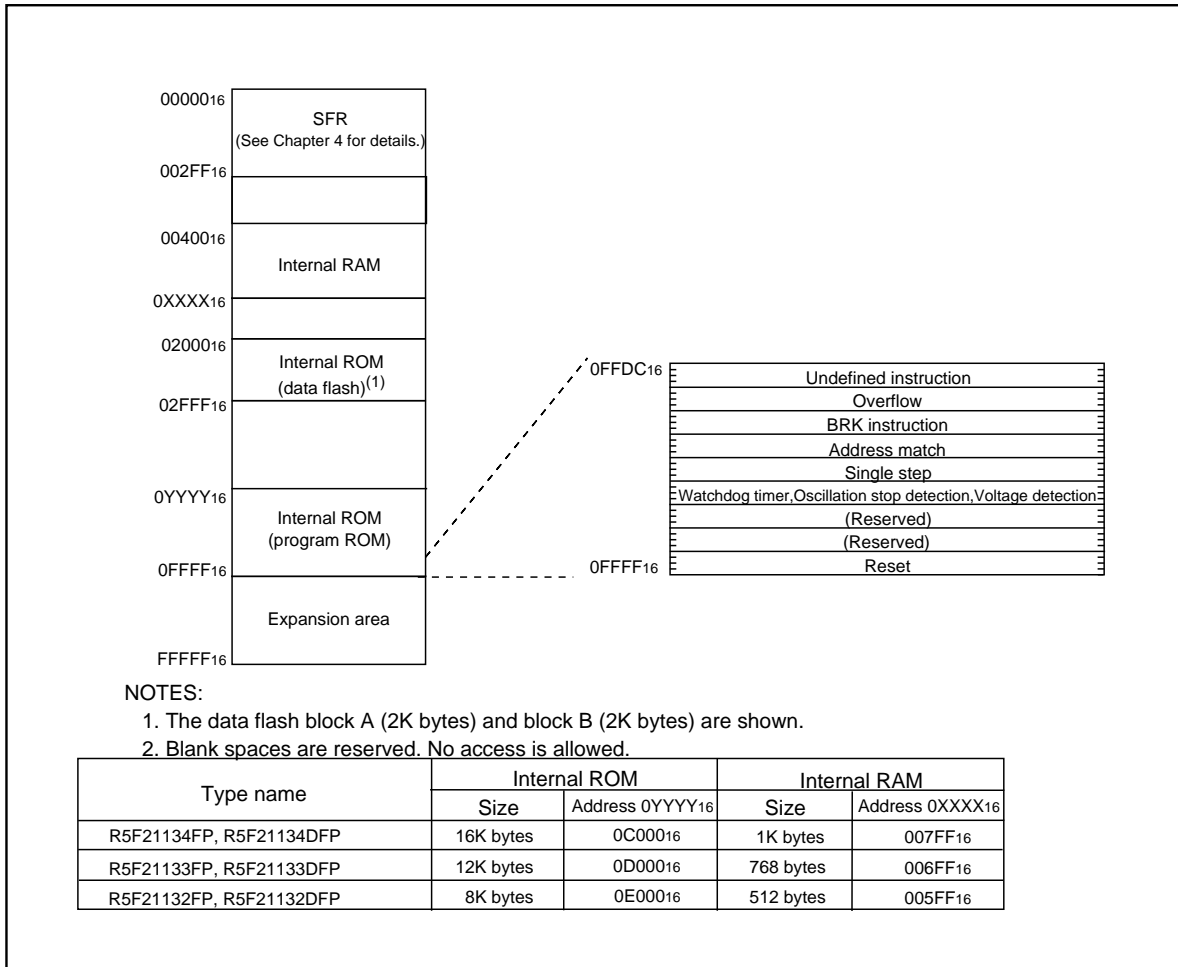 0000016
SFR
(See Chapter 4 for details.)
002FF16
0040016
Internal RAM
0XXXX16
0200016
Internal ROM
(data flash)(1)
02FFF16
0YYYY16
Internal ROM
(program ROM)
0FFFF16
Expansion area
FFFFF16
0FFDC16
Undefined instruction
Overflow
BRK instruction
Address match
Single step
Watchdog timer,Oscillation stop detection,Voltage detection
(Reserved)
(Reserved)
Reset
0FFFF16
NOTES:
1. The data flash block A (2K bytes) and block B (2K bytes) are shown.
2. Blank spaces are reserved. No access is allowed.
Type name Internal ROM Internal RAM
Size Address 0YYYY16 Size Address 0XXXX16
R5F21134FP, R5F21134DFP 16K bytes 0C00016 1K bytes 007FF16
R5F21133FP, R5F21133DFP 12K bytes 0D00016 768 bytes 006FF16
R5F21132FP, R5F21132DFP 8K bytes 0E00016 512 bytes 005FF16